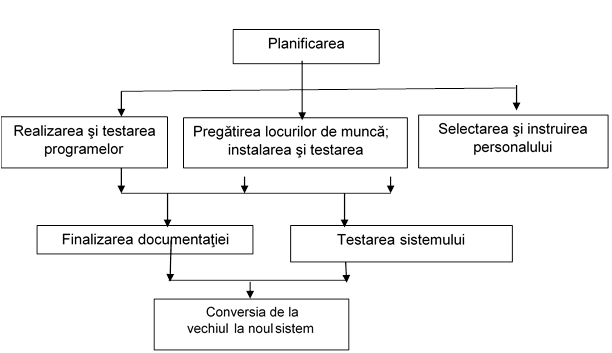 Planificarea
Realizarea şi testarea
programelor
Pregătirea locurilor de muncă;
instalarea şi testarea
Selectarea şi instruirea
personalului
Finalizarea documentaţiei
Testarea sistemului
Conversia de la
vechiul la noul sistem